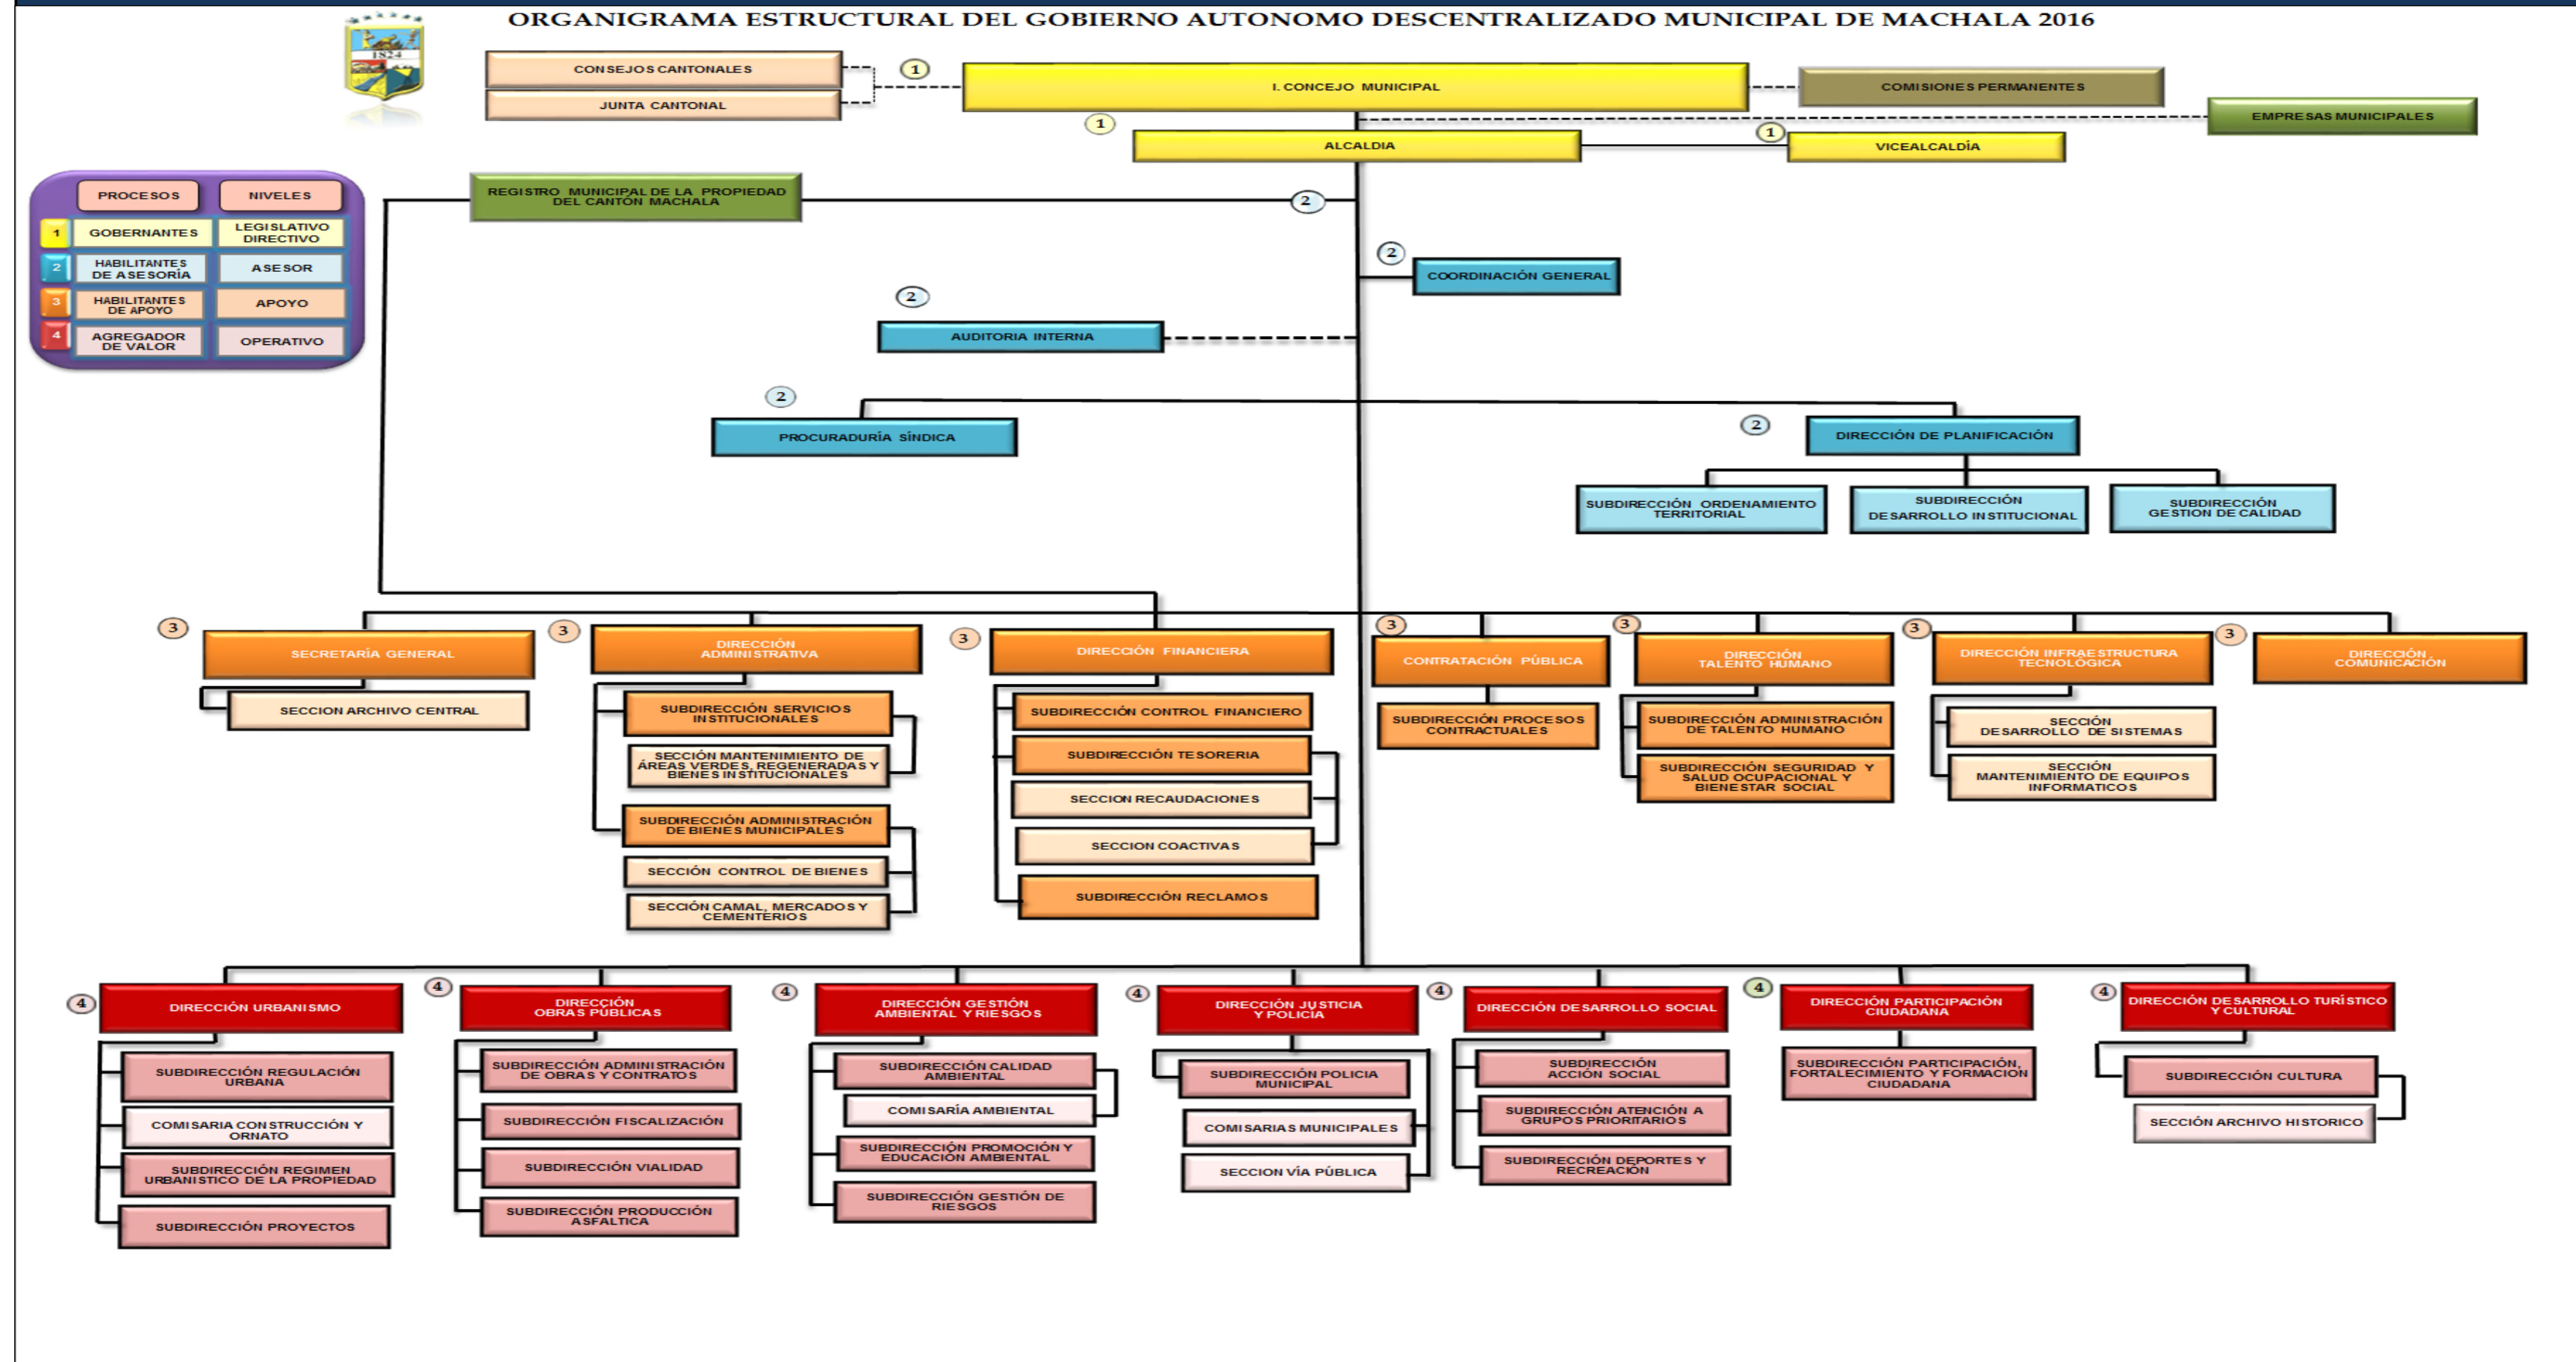 ORGANIGRAMA ESTRUCTURAL DEL GOBIERNO AUTONOMO DESCENTRALIZADO MUNICIPAL DE MACHALA 2016
1824
CONSEJOS CANTONALES
JUNTA CANTONAL
1
I. CONCEJO MUNICIPAL
COMISIONES PERMANENTES
EMPRESAS MUNICIPALES
1
ALCALDIA
1
VICEALCALDÍA
PROCESOS
NIVELES
1
GOBERNANTES
LEGISLATIVO
DIRECTIVO
2
HABILITANTES
DE ASESORÍA
ASESOR
3
HABILITANTES
DE APOYO
APOYO
4
AGREGADOR
DE VALOR
OPERATIVO
REGISTRO MUNICIPAL DE LA PROPIEDAD
DEL CANTÓN MACHALA
2
2
COORDINACIÓN GENERAL
2
AUDITORIA INTERNA
2
PROCURADURÍA SÍNDICA
2
DIRECCIÓN DE PLANIFICACIÓN
SUBDIRECCIÓN ORDENAMIENTO
TERRITORIAL
SUBDIRECCIÓN
DESARROLLO INSTITUCIONAL
SUBDIRECCIÓN
GESTION DE CALIDAD
3
SECRETARÍA GENERAL
SECCION ARCHIVO CENTRAL
3
DIRECCIÓN
ADMINISTRATIVA
SUBDIRECCIÓN SERVICIOS
INSTITUCIONALES
SECCIÓN MANTENIMIENTO DE
ÁREAS VERDES, REGENERADAS Y
BIENES INSTITUCIONALES
SUBDIRECCIÓN ADMINISTRACIÓN
DE BIENES MUNICIPALES
SECCIÓN CONTROL DE BIENES
SECCIÓN CAMAL, MERCADOS Y
CEMENTERIOS
3
DIRECCIÓN FINANCIERA
SUBDIRECCIÓN CONTROL FINANCIERO
SUBDIRECCIÓN TESORERIA
SECCION RECAUDACIONES
SECCION COACTIVAS
SUBDIRECCIÓN RECLAMOS
3
CONTRATACIÓN PÚBLICA
SUBDIRECCIÓN PROCESOS
CONTRACTUALES
3
DIRECCIÓN
TALENTO HUMANO
SUBDIRECCIÓN ADMINISTRACIÓN
DE TALENTO HUMANO
SUBDIRECCIÓN SEGURIDAD Y
SALUD OCUPACIONAL Y
BIENESTAR SOCIAL
3
DIRECCIÓN INFRAESTRUCTURA
TECNOLÓGICA
SECCIÓN
DESARROLLO DE SISTEMAS
SECCIÓN
MANTENIMIENTO DE EQUIPOS
INFORMATICOS
3
DIRECCIÓN
COMUNICACIÓN
4
DIRECCIÓN URBANISMO
SUBDIRECCIÓN REGULACIÓN
URBANA
COMISARIA CONSTRUCCIÓN Y
ORNATO
SUBDIRECCIÓN REGIMEN
URBANISTICO DE LA PROPIEDAD
SUBDIRECCIÓN PROYECTOS
4
DIRECCIÓN
OBRAS PÚBLICAS
SUBDIRECCIÓN ADMINISTRACIÓN
DE OBRAS Y CONTRATOS
SUBDIRECCIÓN FISCALIZACIÓN
SUBDIRECCIÓN VIALIDAD
SUBDIRECCIÓN PRODUCCIÓN
ASFALTICA
4
DIRECCIÓN GESTIÓN
AMBIENTAL Y RIESGOS
SUBDIRECCIÓN CALIDAD
AMBIENTAL
COMISARÍA AMBIENTAL
SUBDIRECCIÓN PROMOCIÓN Y
EDUCACIÓN AMBIENTAL
SUBDIRECCIÓN GESTIÓN DE
RIESGOS
4
DIRECCIÓN JUSTICIA
Y POLICIA
SUBDIRECCIÓN POLICIA
MUNICIPAL
COMISARIAS MUNICIPALES
SECCION VÍA PÚBLICA
4
DIRECCIÓN DESARROLLO SOCIAL
SUBDIRECCIÓN
ACCIÓN SOCIAL
SUBDIRECCIÓN ATENCIÓN A
GRUPOS PRIORITARIOS
SUBDIRECCIÓN DEPORTES Y
RECREACIÓN
4
DIRECCIÓN PARTICIPACIÓN
CIUDADANA
SUBDIRECCIÓN PARTICIPACIÓN,
FORTALECIMIENTO Y FORMACION
CIUDADANA
4
DIRECCIÓN DESARROLLO TURÍSTICO
Y CULTURAL
SUBDIRECCIÓN CULTURA
SECCIÓN ARCHIVO HISTORICO